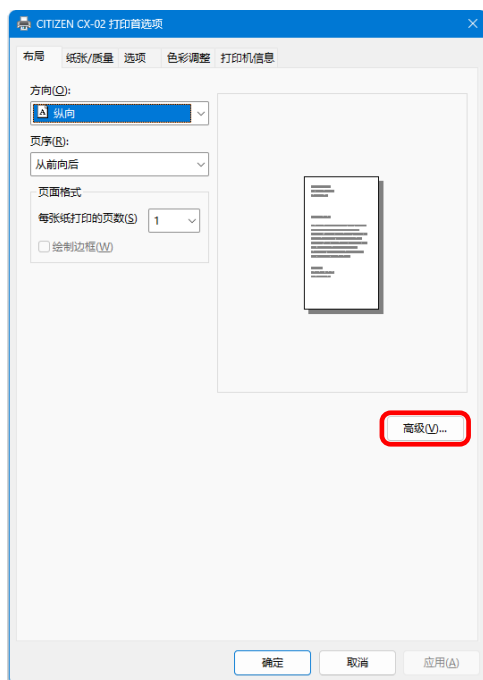 CITIZEN CX-02 打印首选项
布局 纸张/质量 选项 色彩调整 打印机信息
方向(O):
纵向
页序(R):
从前向后
页面格式
每张纸打印的页数(S) 1
绘制边框(W)
高级(V)...
确定 取消 应用(A)